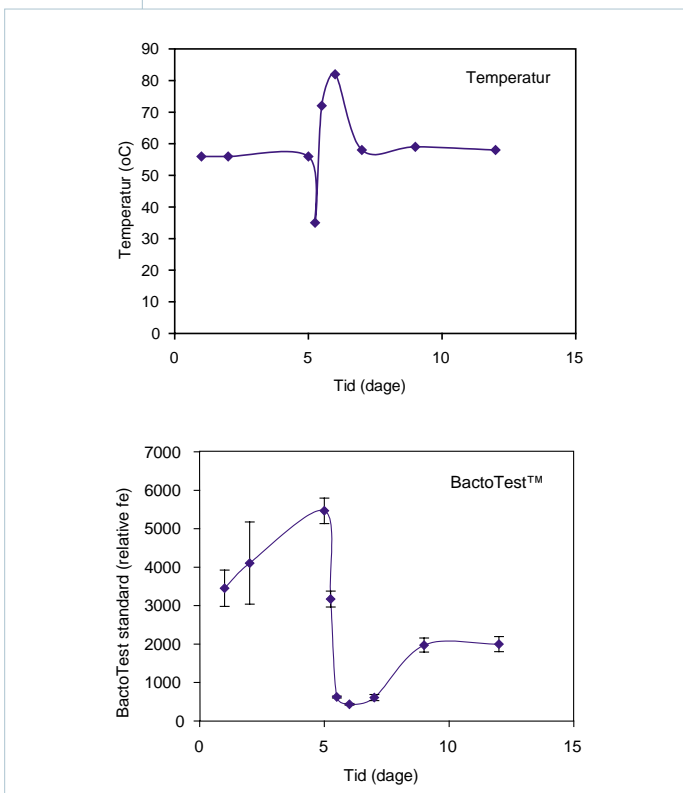 Temperatur
Temperatur (oC)
90
80
70
60
50
40
30
20
10
0
0 5 10 15
Tid (dage)
BactoTest™
BactoTest standard (relative fe)
7000
6000
5000
4000
3000
2000
1000
0
0 5 10 15
Tid (dage)